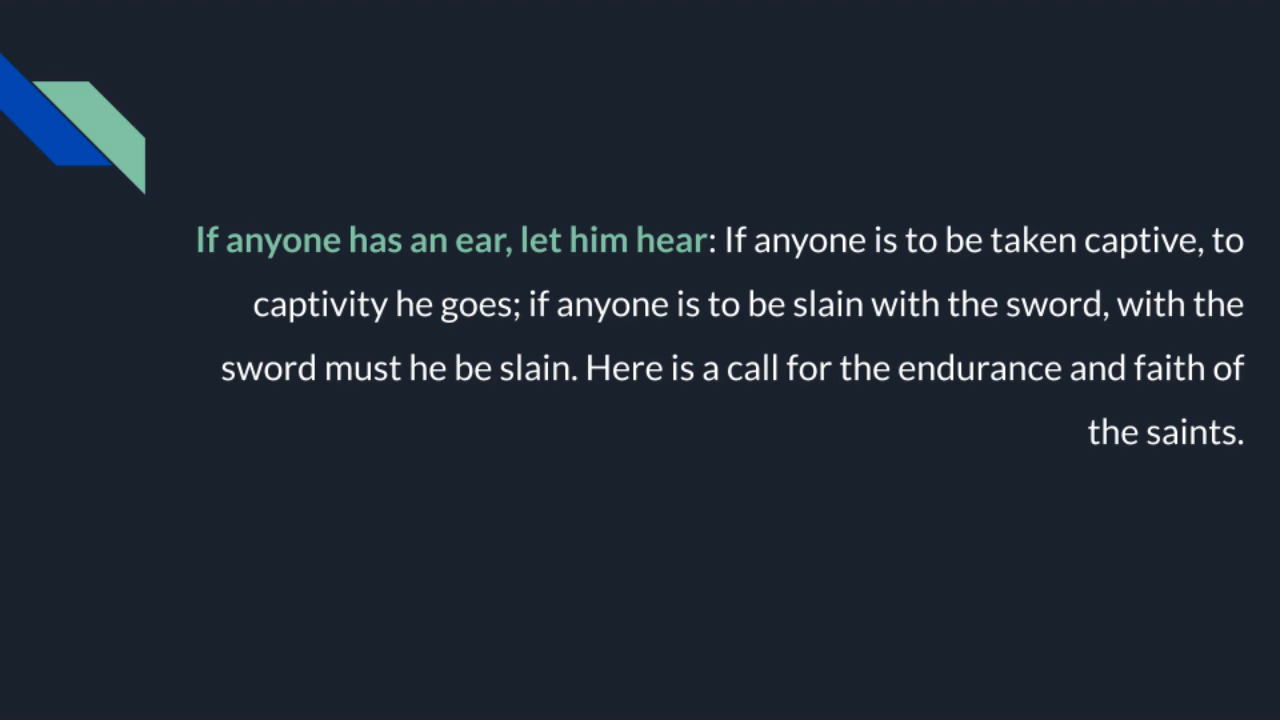 If anyone has an ear, let him hear: If anyone is to be taken captive, to
captivity he goes; if anyone is to be slain with the sword, with the
sword must he be slain. Here is a call for the endurance and faith of
the saints.